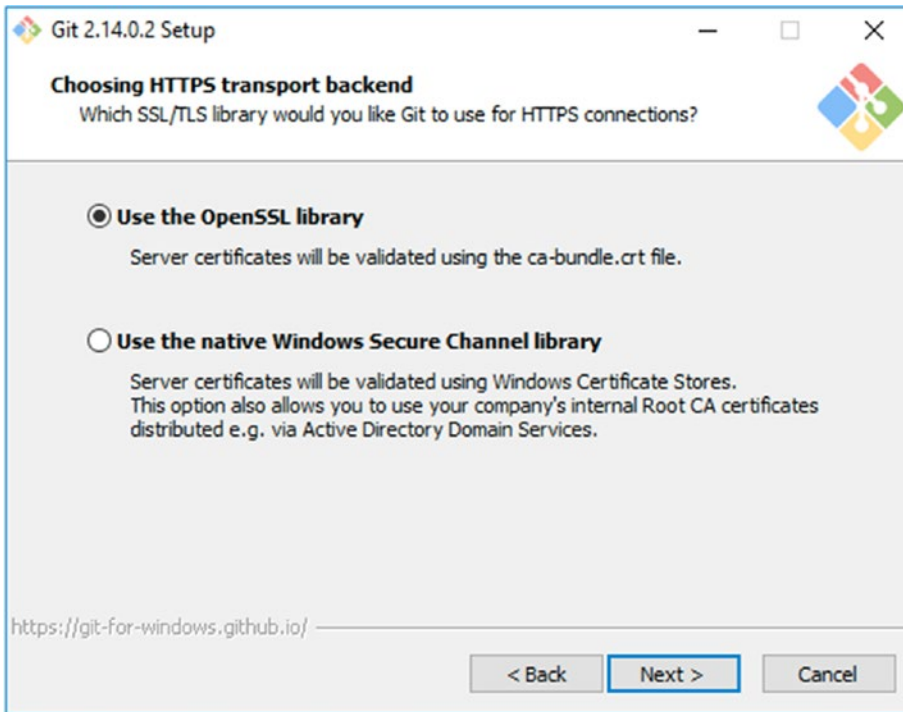 Git 2.14.0.2 Setup
Choosing HTTPS transport backend
Which SSL/TLS library would you like Git to use for HTTPS connections?
Use the OpenSSL library
Server certificates will be validated using the ca-bundle.crt file.
Use the native Windows Secure Channel library
Server certificates will be validated using Windows Certificate Stores.
This option also allows you to use your company's internal Root CA certificates
distributed e.g. via Active Directory Domain Services.
https://git-for-windows.github.io/
< Back Next > Cancel